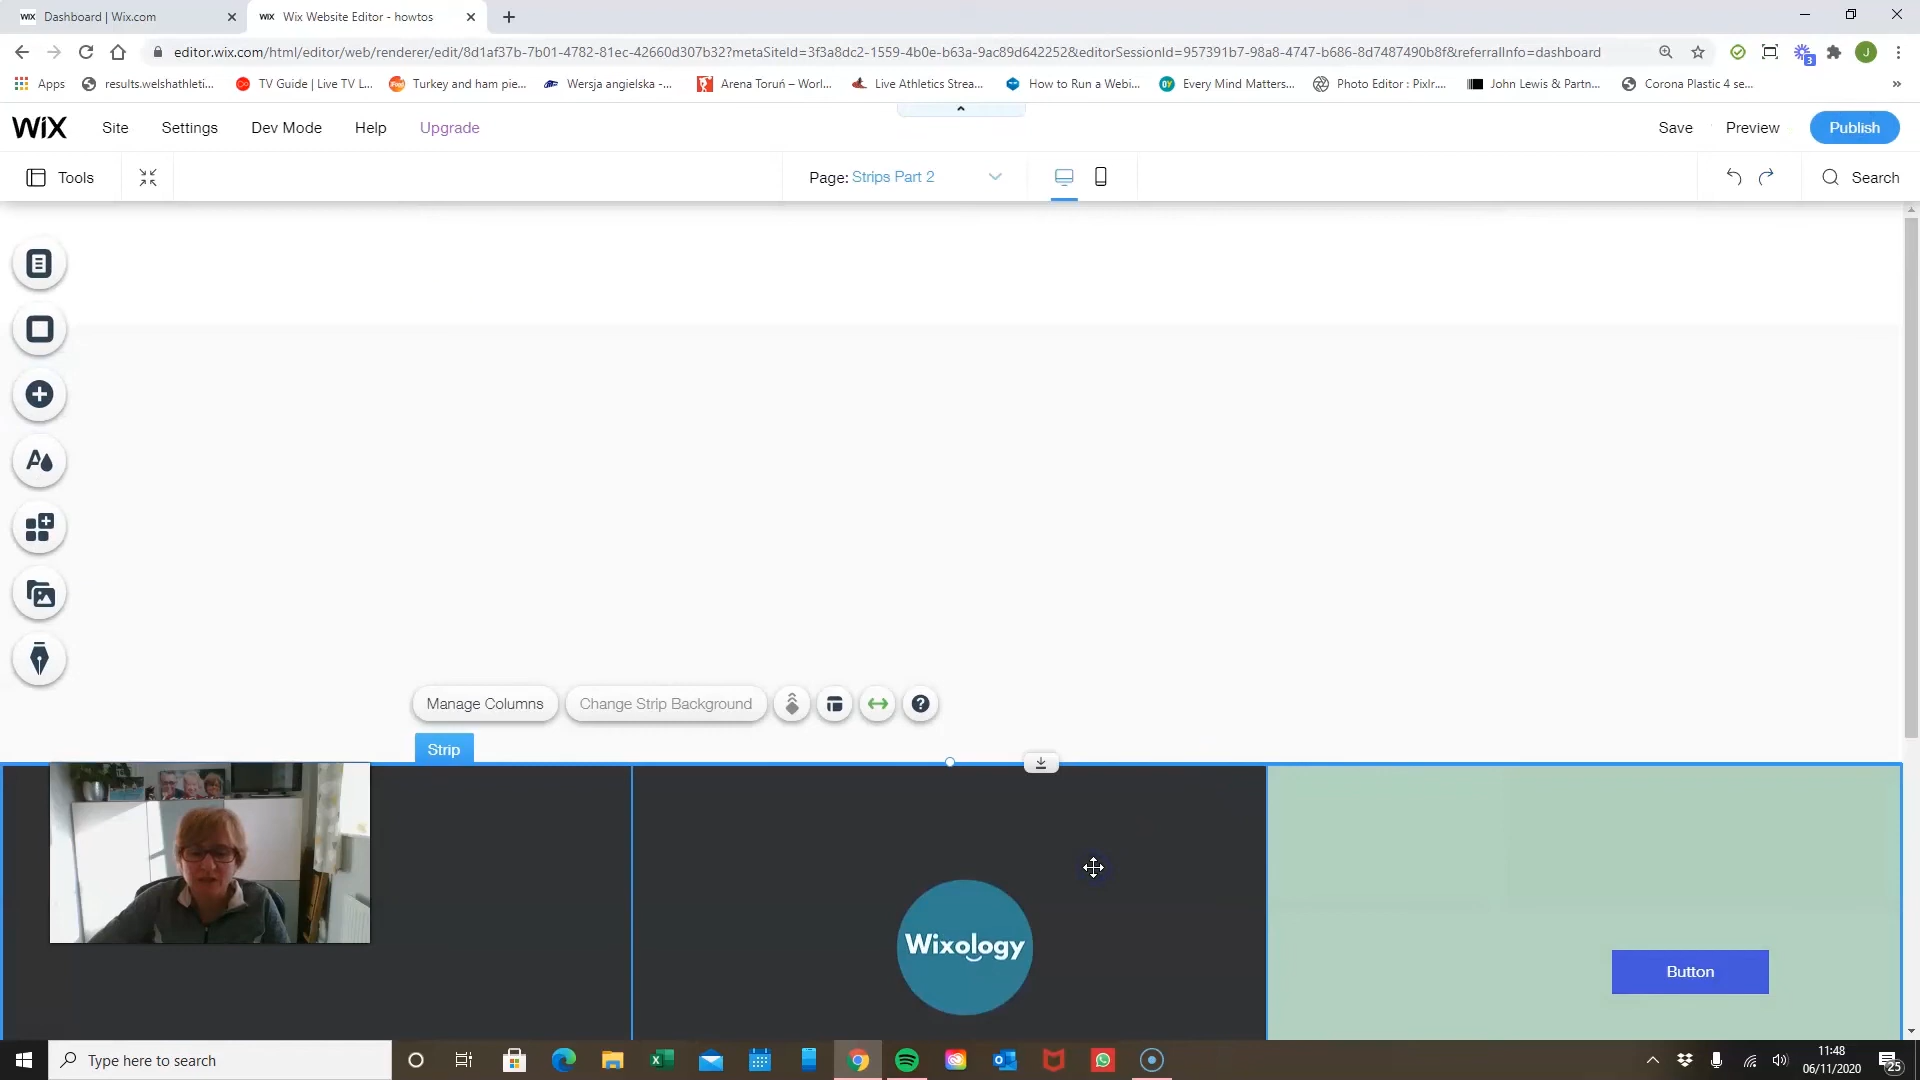 WIX Dashboard | Wix.com
WIX Wix Website Editor - howtos
editor.wix.com/html/editor/web/renderer/edit/8d1af37b-7b01-4782-81ec-42660d307b32?metaSiteId=3f3a8dc2-1559-4b0e-b63a-9ac89d642252&editorSessionId=957391b7-98a8-4747-b686-8d7487490b8f&referralInfo=dashboard
3
J
Apps results.welshathleti... TV Guide | Live TV L... Turkey and ham pie... Wersja angielska -... Arena Toruń – Worl... Live Athletics Strea... How to Run a Webi... Every Mind Matters... Photo Editor : Pixlr.... John Lewis & Partn... Corona Plastic 4 se... »
WIX Site Settings Dev Mode Help Upgrade Save Preview Publish
Tools Page: Strips Part 2 Search
Manage Columns Change Strip Background ?
Strip
Wixology
Button
Type here to search
11:48
06/11/2020
25